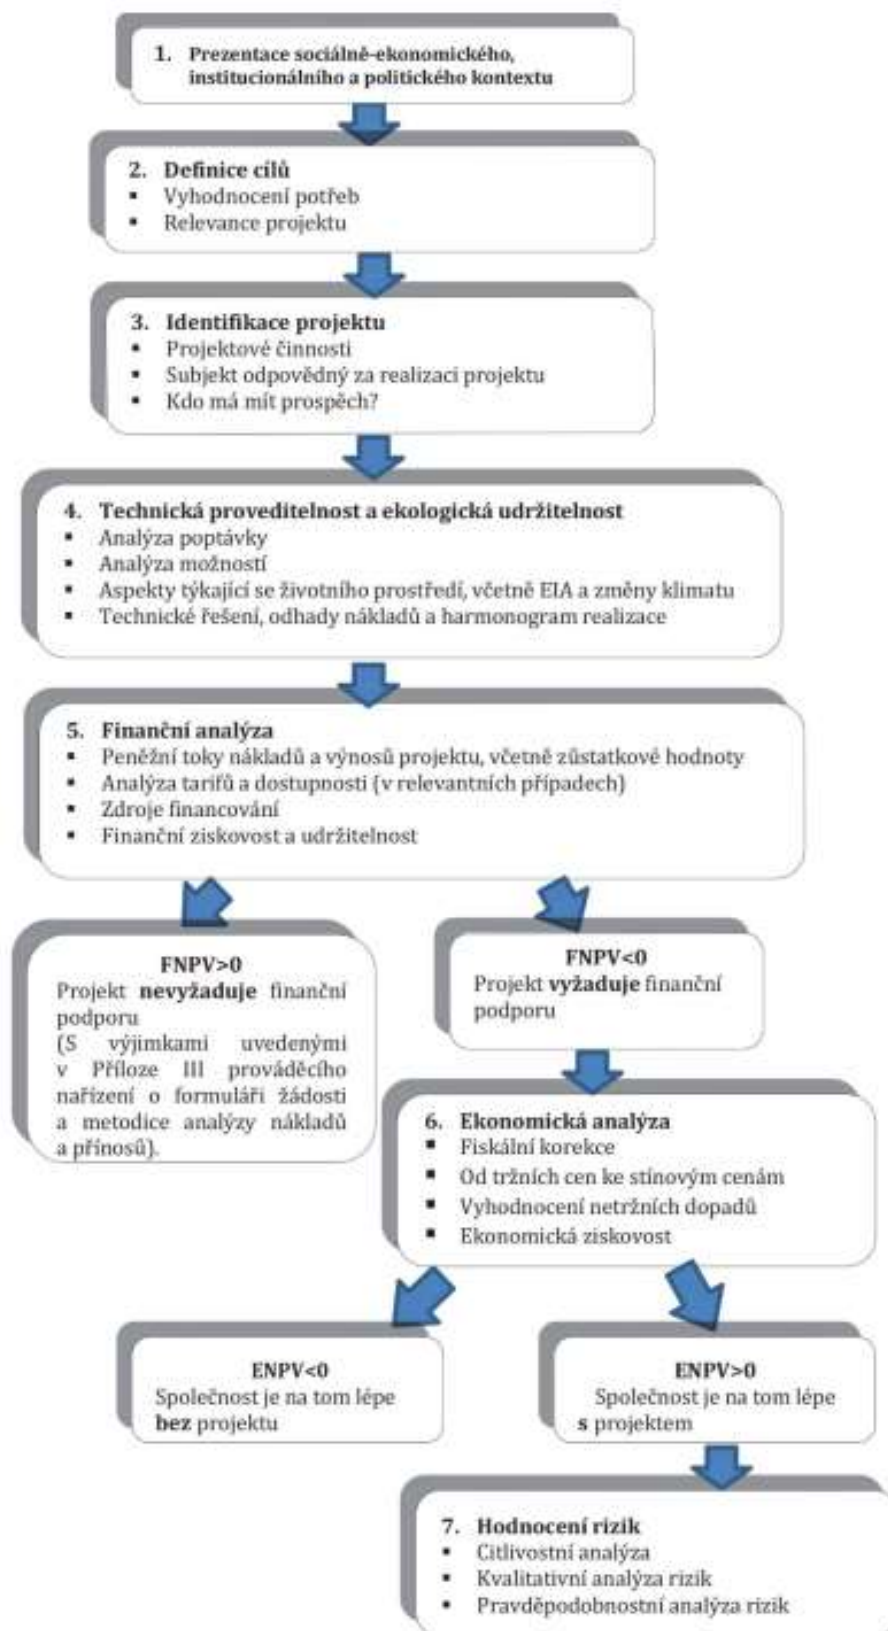 1. Prezentace sociálně-ekonomického,
institucionálního a politického kontextu
2. Definice cílů
▪ Vyhodnocení potřeb
▪ Relevance projektu
3. Identifikace projektu
▪ Projektové činnosti
▪ Subjekt odpovědný za realizaci projektu
▪ Kdo má mít prospěch?
4. Technická proveditelnost a ekologická udržitelnost
▪ Analýza poptávky
▪ Analýza možností
▪ Aspekty týkající se životního prostředí, včetně EIA a změny klimatu
▪ Technické řešení, odhady nákladů a harmonogram realizace
5. Finanční analýza
▪ Peněžní toky nákladů a výnosů projektu, včetně zůstatkové hodnoty
▪ Analýza tarifů a dostupnosti (v relevantních případech)
▪ Zdroje financování
▪ Finanční ziskovost a udržitelnost
FNPV>0
Projekt nevyžaduje finanční
podporu
(S výjimkami uvedenými
v Příloze III prováděcího
nařízení o formuláři žádosti
a metodice analýzy nákladů
a přínosů).
FNPV<0
Projekt vyžaduje finanční
podporu
6. Ekonomická analýza
▪ Fiskální korekce
▪ Od tržních cen ke stínovým cenám
▪ Vyhodnocení netržních dopadů
▪ Ekonomická ziskovost
ENPV<0
Společnost je na tom lépe
bez projektu
ENPV>0
Společnost je na tom lépe
s projektem
7. Hodnocení rizik
▪ Citlivostní analýza
▪ Kvalitativní analýza rizik
▪ Pravděpodobnostní analýza rizik